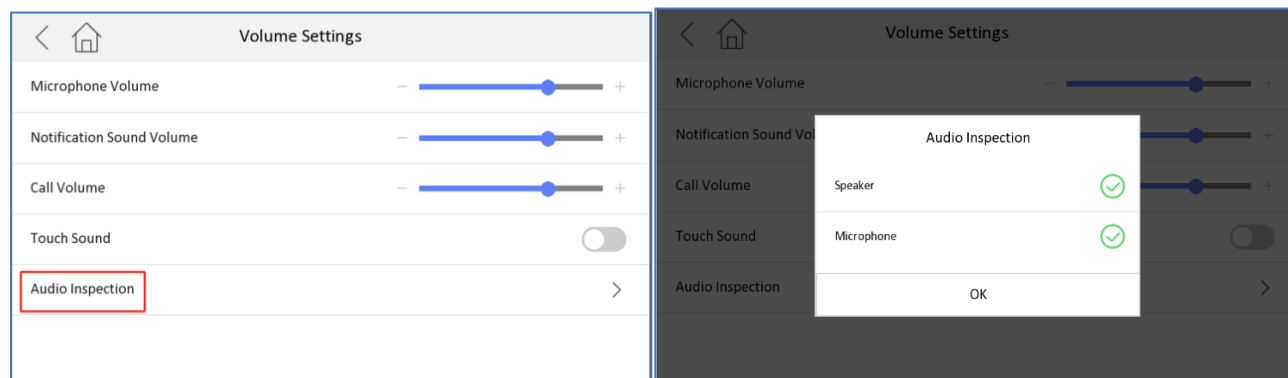 Volume Settings
Microphone Volume
Notification Sound Volume
Call Volume
Touch Sound
Audio Inspection
Volume Settings
Microphone Volume
Notification Sound Vol
Call Volume
Touch Sound
Audio Inspection
Audio Inspection
Speaker
Microphone
OK